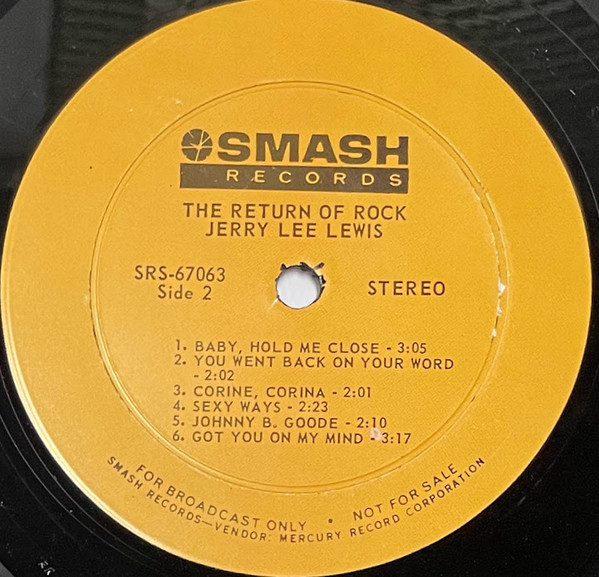 SMASH
RECORDS
THE RETURN OF ROCK
JERRY LEE LEWIS
SRS-67063
Side 2
STEREO
1. BABY, HOLD ME CLOSE - 3:05
2. YOU WENT BACK ON YOUR WORD
- 2:02
3. CORINE, CORINA - 2:01
4. SEXY WAYS - 2:23
5. JOHNNY B. GOODE - 2:10
6. GOT YOU ON MY MIND - 3:17
FOR BROADCAST ONLY • NOT FOR SALE
SMASH RECORDS—VENDOR: MERCURY RECORD CORPORATION